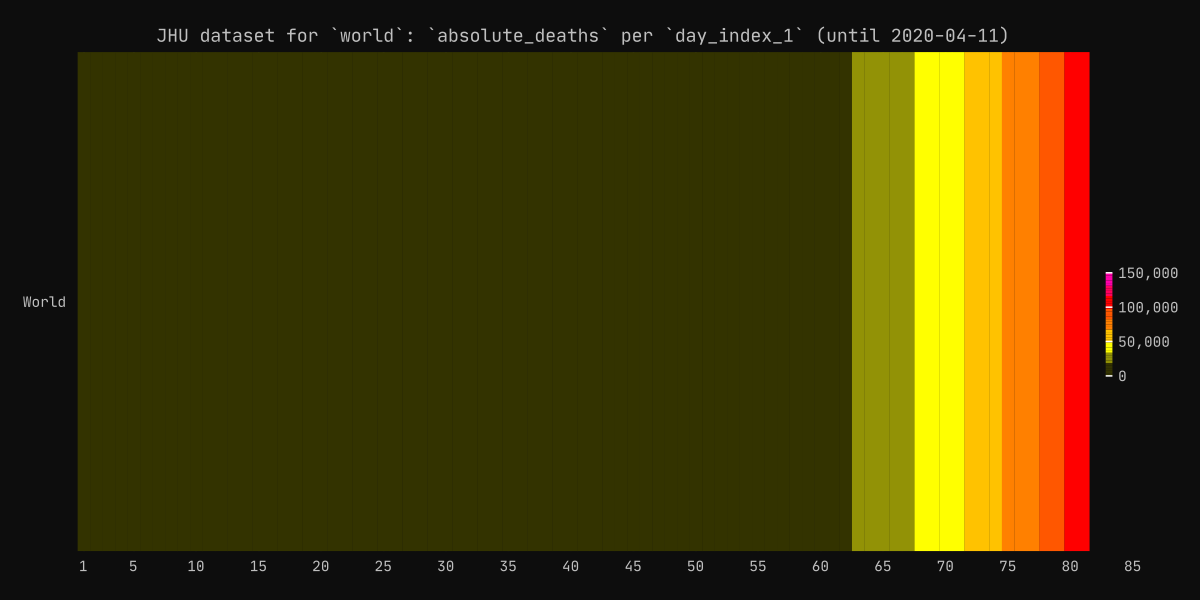 JHU dataset for `world`: `absolute_deaths` per `day_index_1` (until 2020-04-11)
World
150,000
100,000
50,000
0
1 5 10 15 20 25 30 35 40 45 50 55 60 65 70 75 80 85